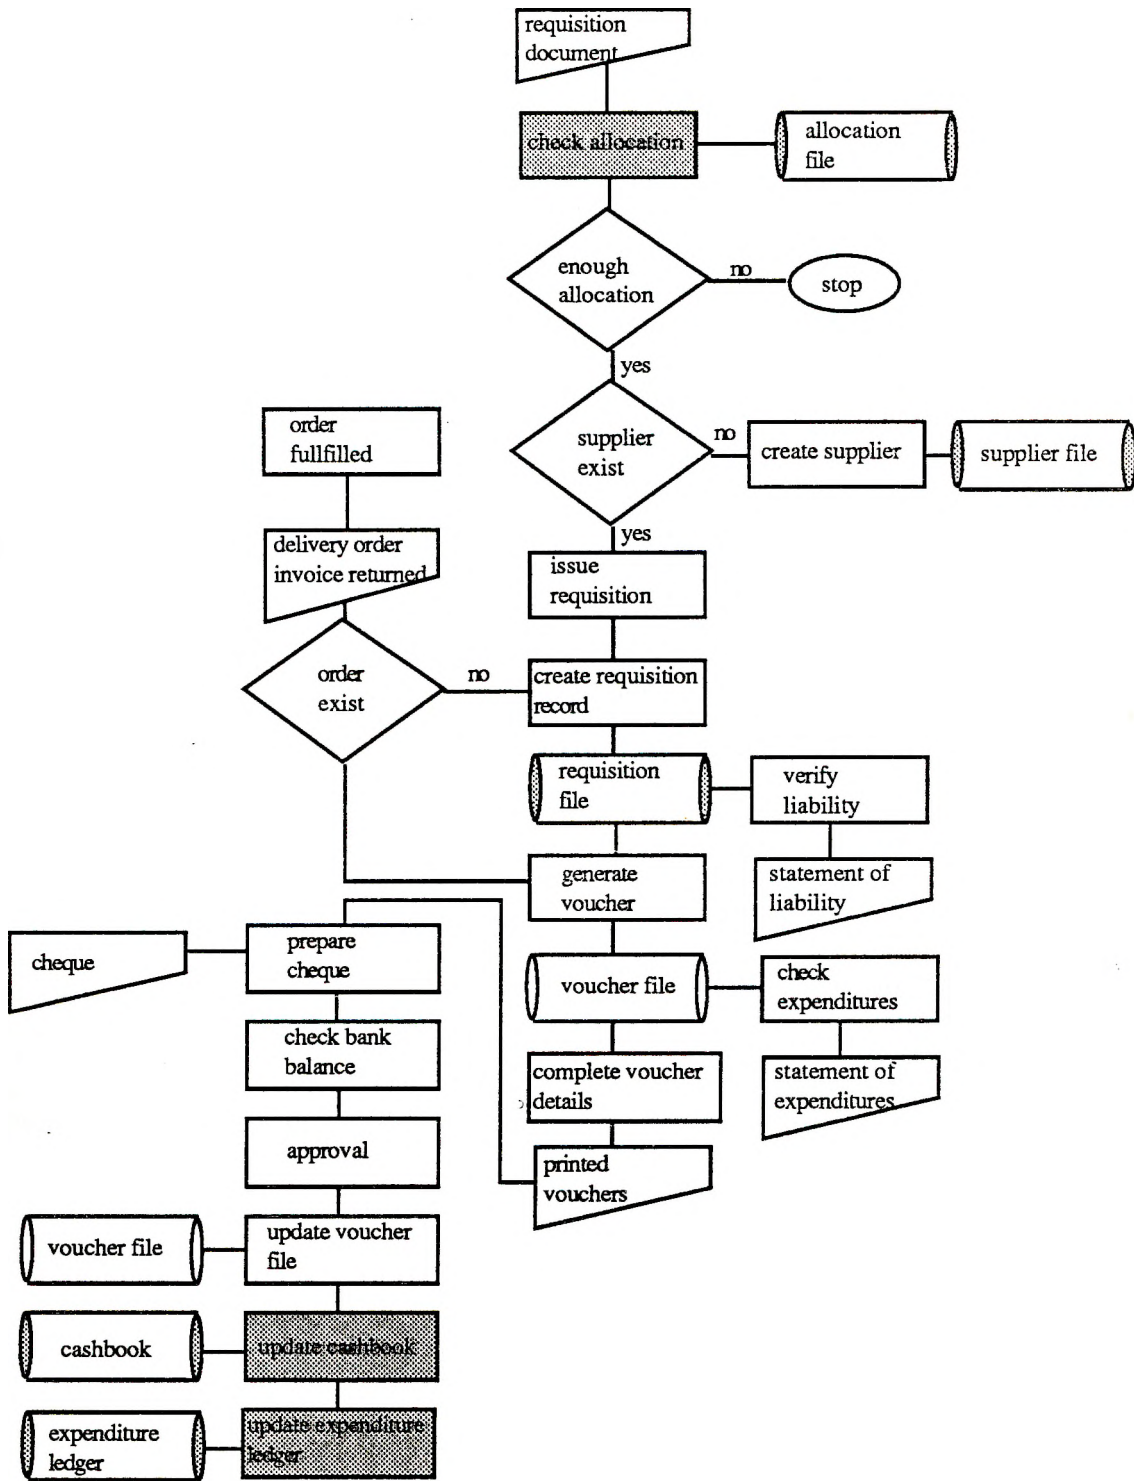 requisition
document
check allocation
allocation
file
enough
allocation
no
stop
yes
order
fullfilled
supplier
exist
no
create supplier
supplier file
yes
delivery order
invoice returned
issue
requisition
order
exist
no
create requisition
record
requisition
file
verify
liability
generate
voucher
statement of
liability
cheque
prepare
cheque
voucher file
check
expenditures
check bank
balance
complete voucher
details
statement of
expenditures
approval
printed
vouchers
voucher file
update voucher
file
cashbook
update cashbook
expenditure
ledger
update expenditure
ledger